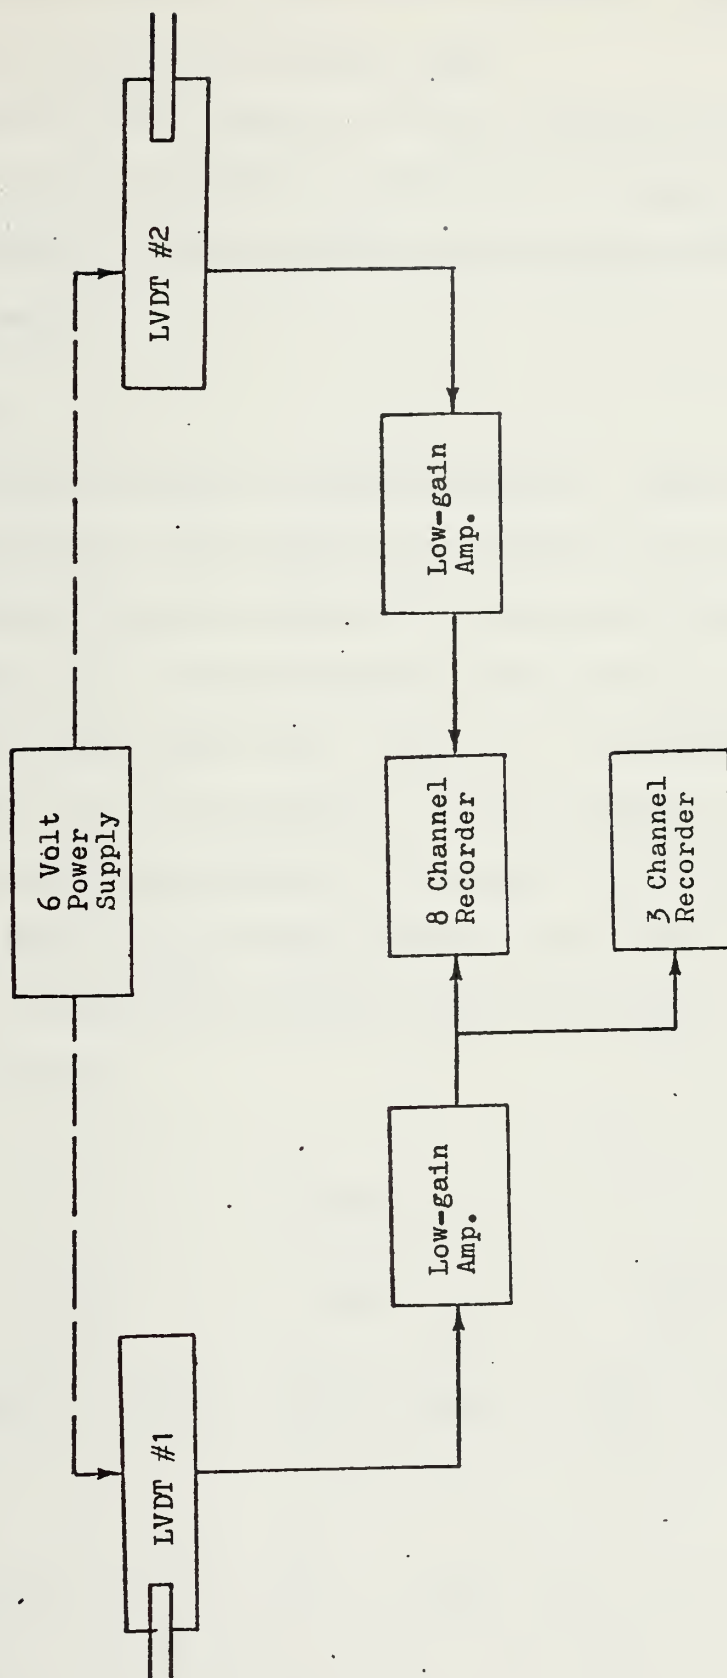 6 Volt
Power
Supply
LVDT #1
LVDT #2
Low-gain
Amp.
8 Channel
Recorder
Low-gain
Amp.
3 Channel
Recorder